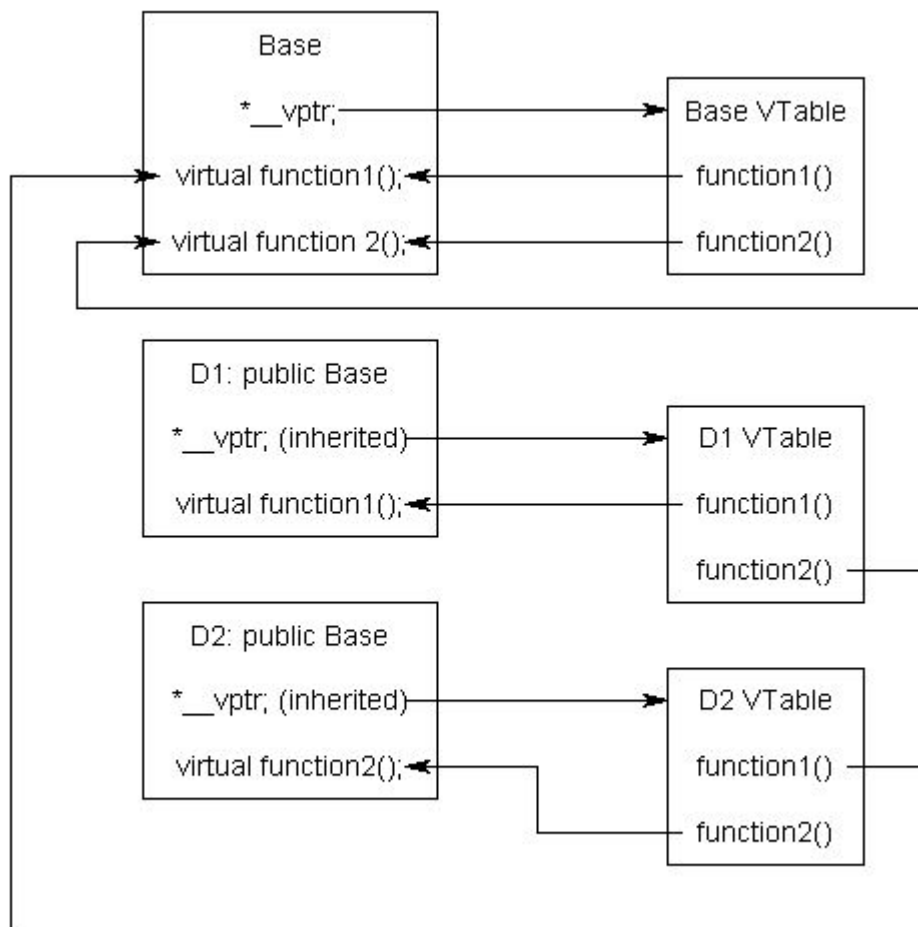 Base
*__vptr;
virtual function1();
virtual function 2();
Base VTable
function1()
function2()
D1: public Base
*__vptr; (inherited)
virtual function1();
D1 VTable
function1()
function2()
D2: public Base
*__vptr; (inherited)
virtual function2();
D2 VTable
function1()
function2()